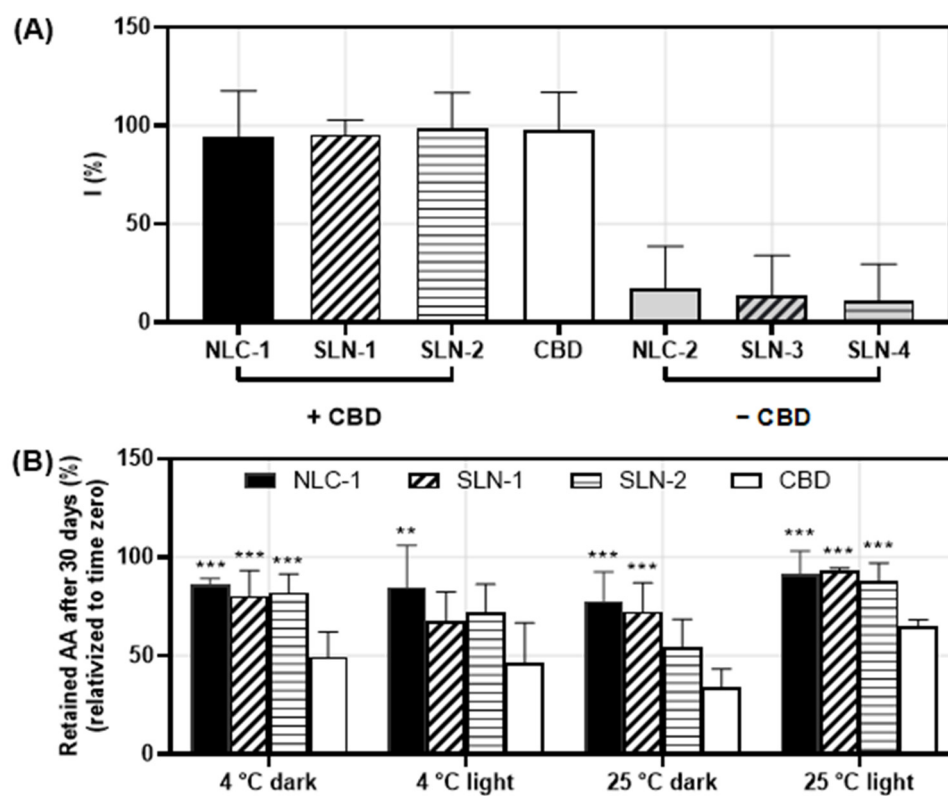 (A)
I (%)
150
100
50
0
NLC-1 SLN-1 SLN-2 CBD NLC-2 SLN-3 SLN-4
+ CBD − CBD
(B)
Retained AA after 30 days (%)
(relativized to time zero)
150
100
50
0
NLC-1 SLN-1 SLN-2 CBD
*** *** *** ** *** *** *** *** ***
4 °C dark 4 °C light 25 °C dark 25 °C light